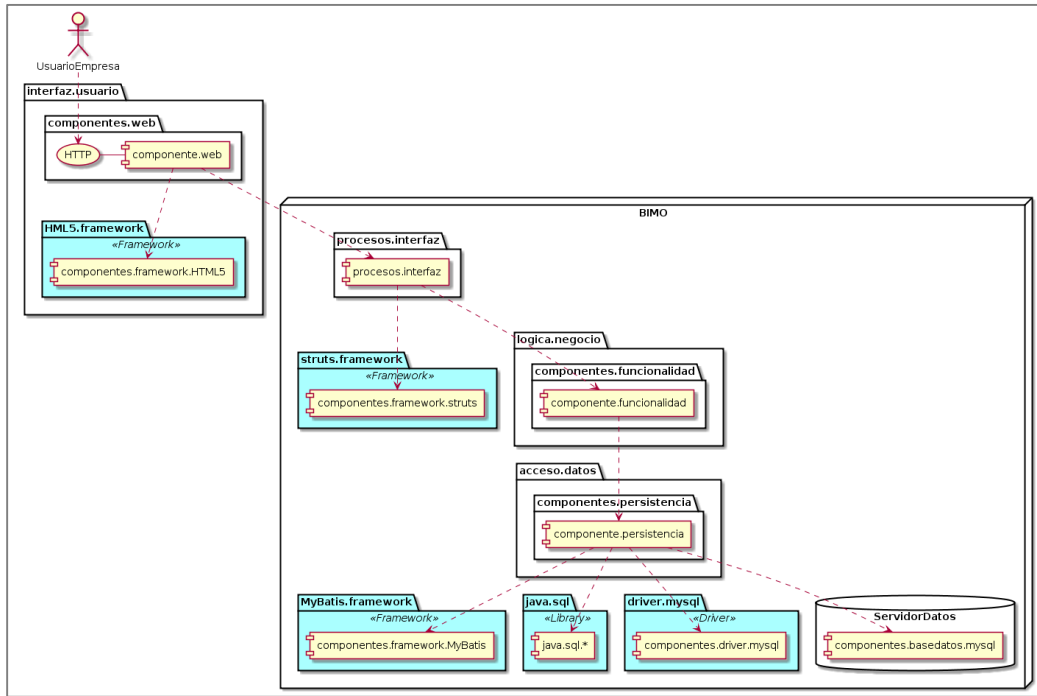 UsuarioEmpresa
interfaz.usuario
componentes.web
HTTP
componente.web
HML5.framework
«Framework»
componentes.framework.HTML5
BIMO
procesos.interfaz
procesos.interfaz
struts.framework
«Framework»
componentes.framework.struts
logica.negocio
componentes.funcionalidad
componente.funcionalidad
acceso.datos
componentes.persistencia
componente.persistencia
MyBatis.framework
«Framework»
componentes.framework.MyBatis
java.sql
«Library»
java.sql.*
driver.mysql
«Driver»
componentes.driver.mysql
ServidorDatos
componentes.basedatos.mysql